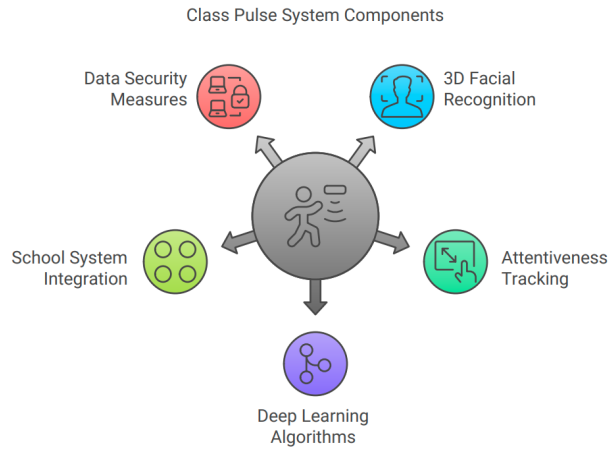 Class Pulse System Components
Data Security
Measures
3D Facial
Recognition
School System
Integration
Attentiveness
Tracking
Deep Learning
Algorithms